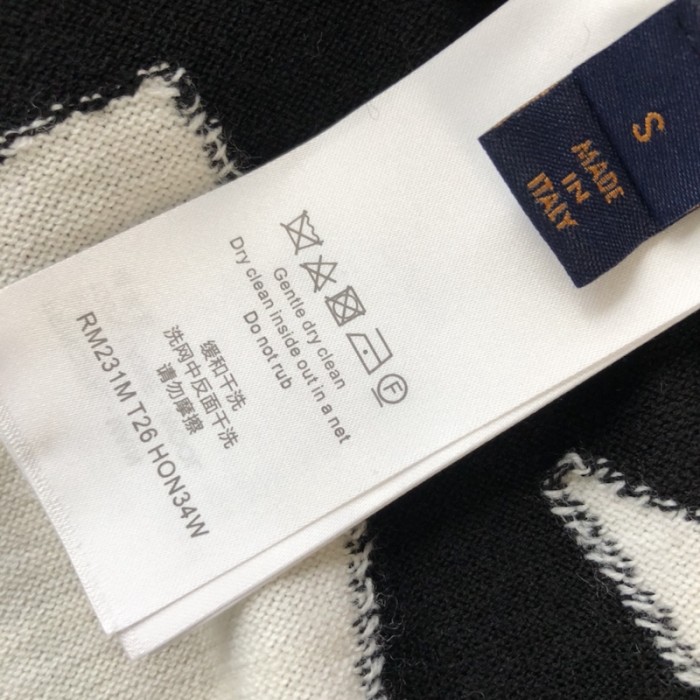 S
MADE
IN
ITALY
F
Gentle dry clean
Dry clean inside out in a net
Do not rub
缓和干洗
洗网中反面干洗
请勿摩擦
RM231M T26 HON34W